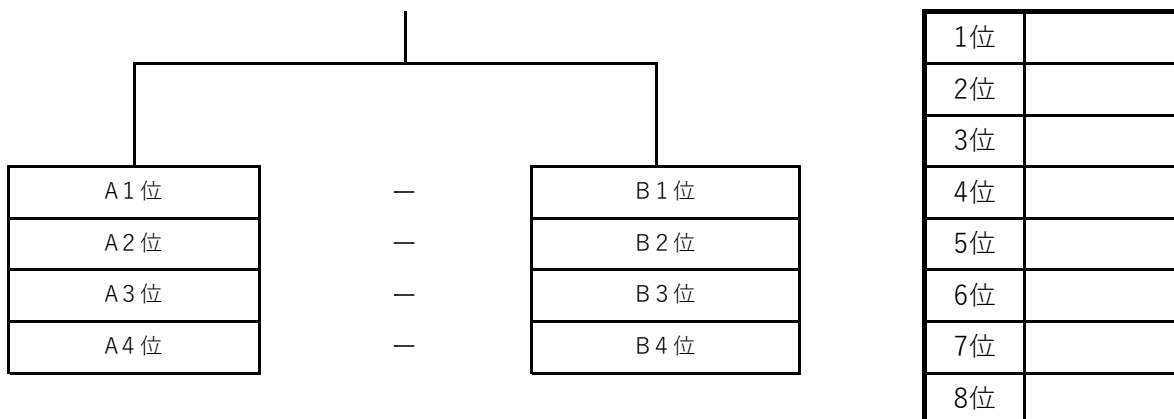 A1位 － B1位
A2位 － B2位
A3位 － B3位
A4位 － B4位
1位
2位
3位
4位
5位
6位
7位
8位